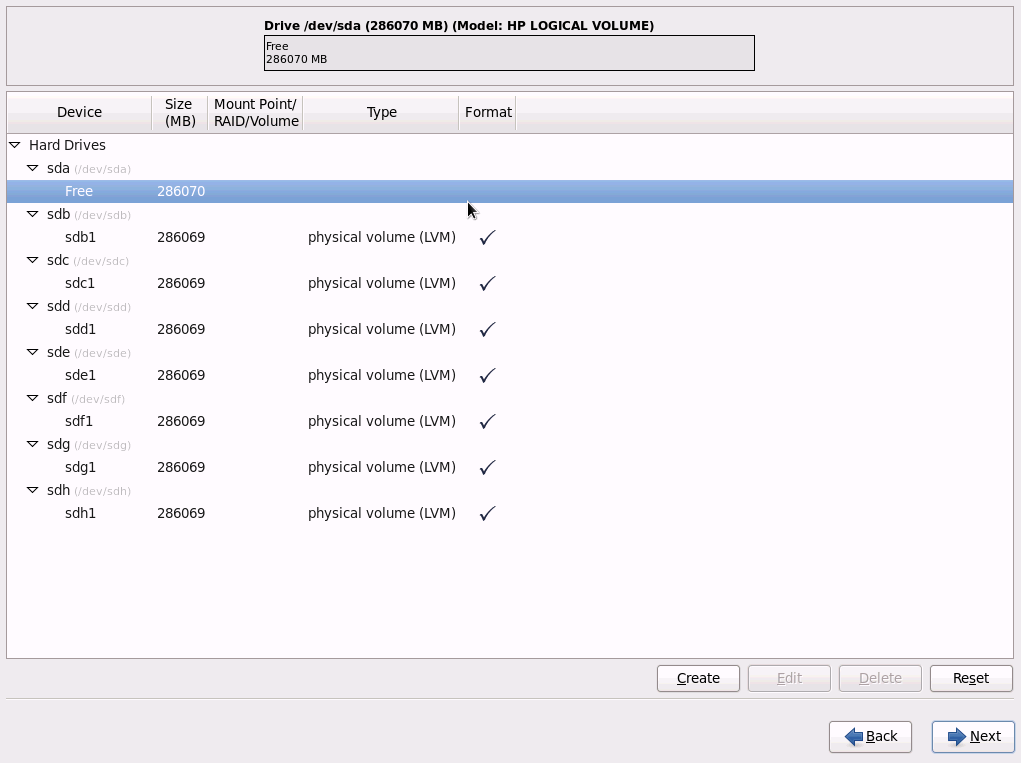 Drive /dev/sda (286070 MB) (Model: HP LOGICAL VOLUME)
Free
286070 MB
Device Size (MB) Mount Point/ RAID/Volume Type Format
Hard Drives
sda (/dev/sda)
Free 286070
sdb (/dev/sdb)
sdb1 286069 physical volume (LVM)
sdc (/dev/sdc)
sdc1 286069 physical volume (LVM)
sdd (/dev/sdd)
sdd1 286069 physical volume (LVM)
sde (/dev/sde)
sde1 286069 physical volume (LVM)
sdf (/dev/sdf)
sdf1 286069 physical volume (LVM)
sdg (/dev/sdg)
sdg1 286069 physical volume (LVM)
sdh (/dev/sdh)
sdh1 286069 physical volume (LVM)
Create Edit Delete Reset
Back Next